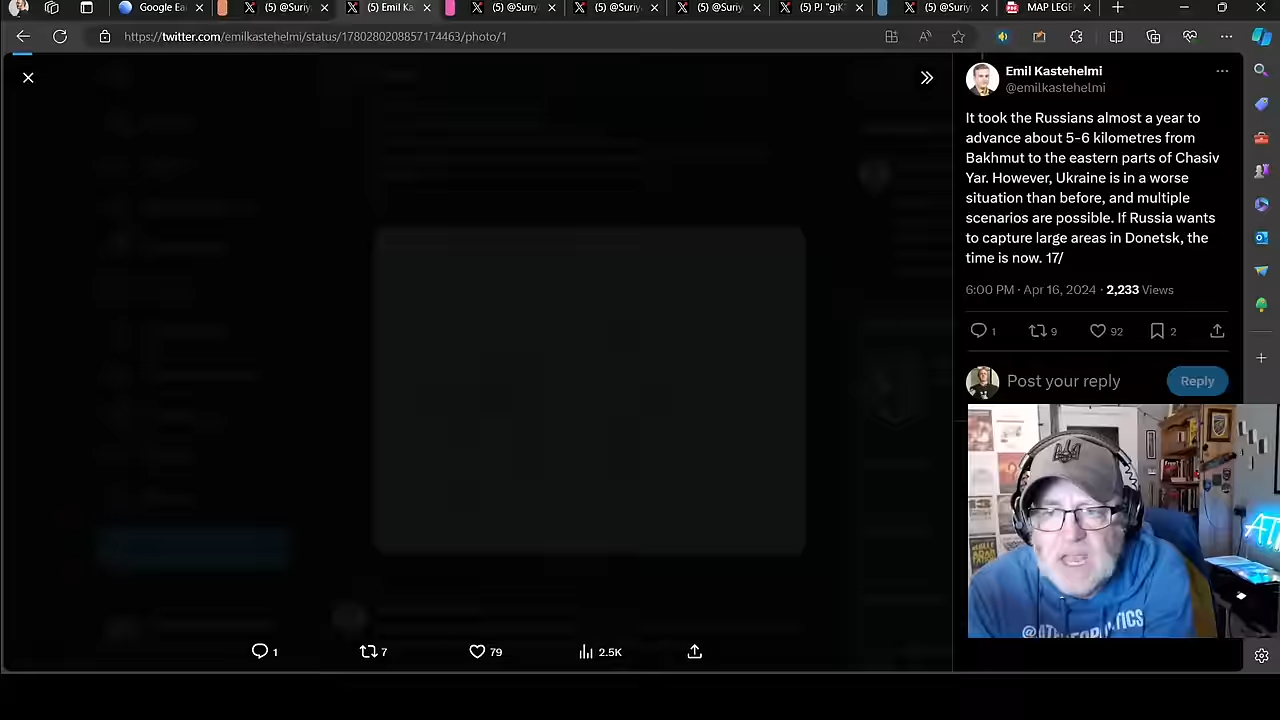 Google Ea
(5) @Suriy
(5) Emil Ka
(5) @Suriy
(5) @Suriy
(5) @Suriy
(5) PJ "giK
(5) @Suriy
MAP LEGE
https://twitter.com/emilkastehelmi/status/1780280208857174463/photo/1
Emil Kastehelmi
@emilkastehelmi
It took the Russians almost a year to
advance about 5-6 kilometres from
Bakhmut to the eastern parts of Chasiv
Yar. However, Ukraine is in a worse
situation than before, and multiple
scenarios are possible. If Russia wants
to capture large areas in Donetsk, the
time is now. 17/
6:00 PM · Apr 16, 2024 · 2,233 Views
1 9 92 2
Post your reply
Reply
1 7 79 2.5K